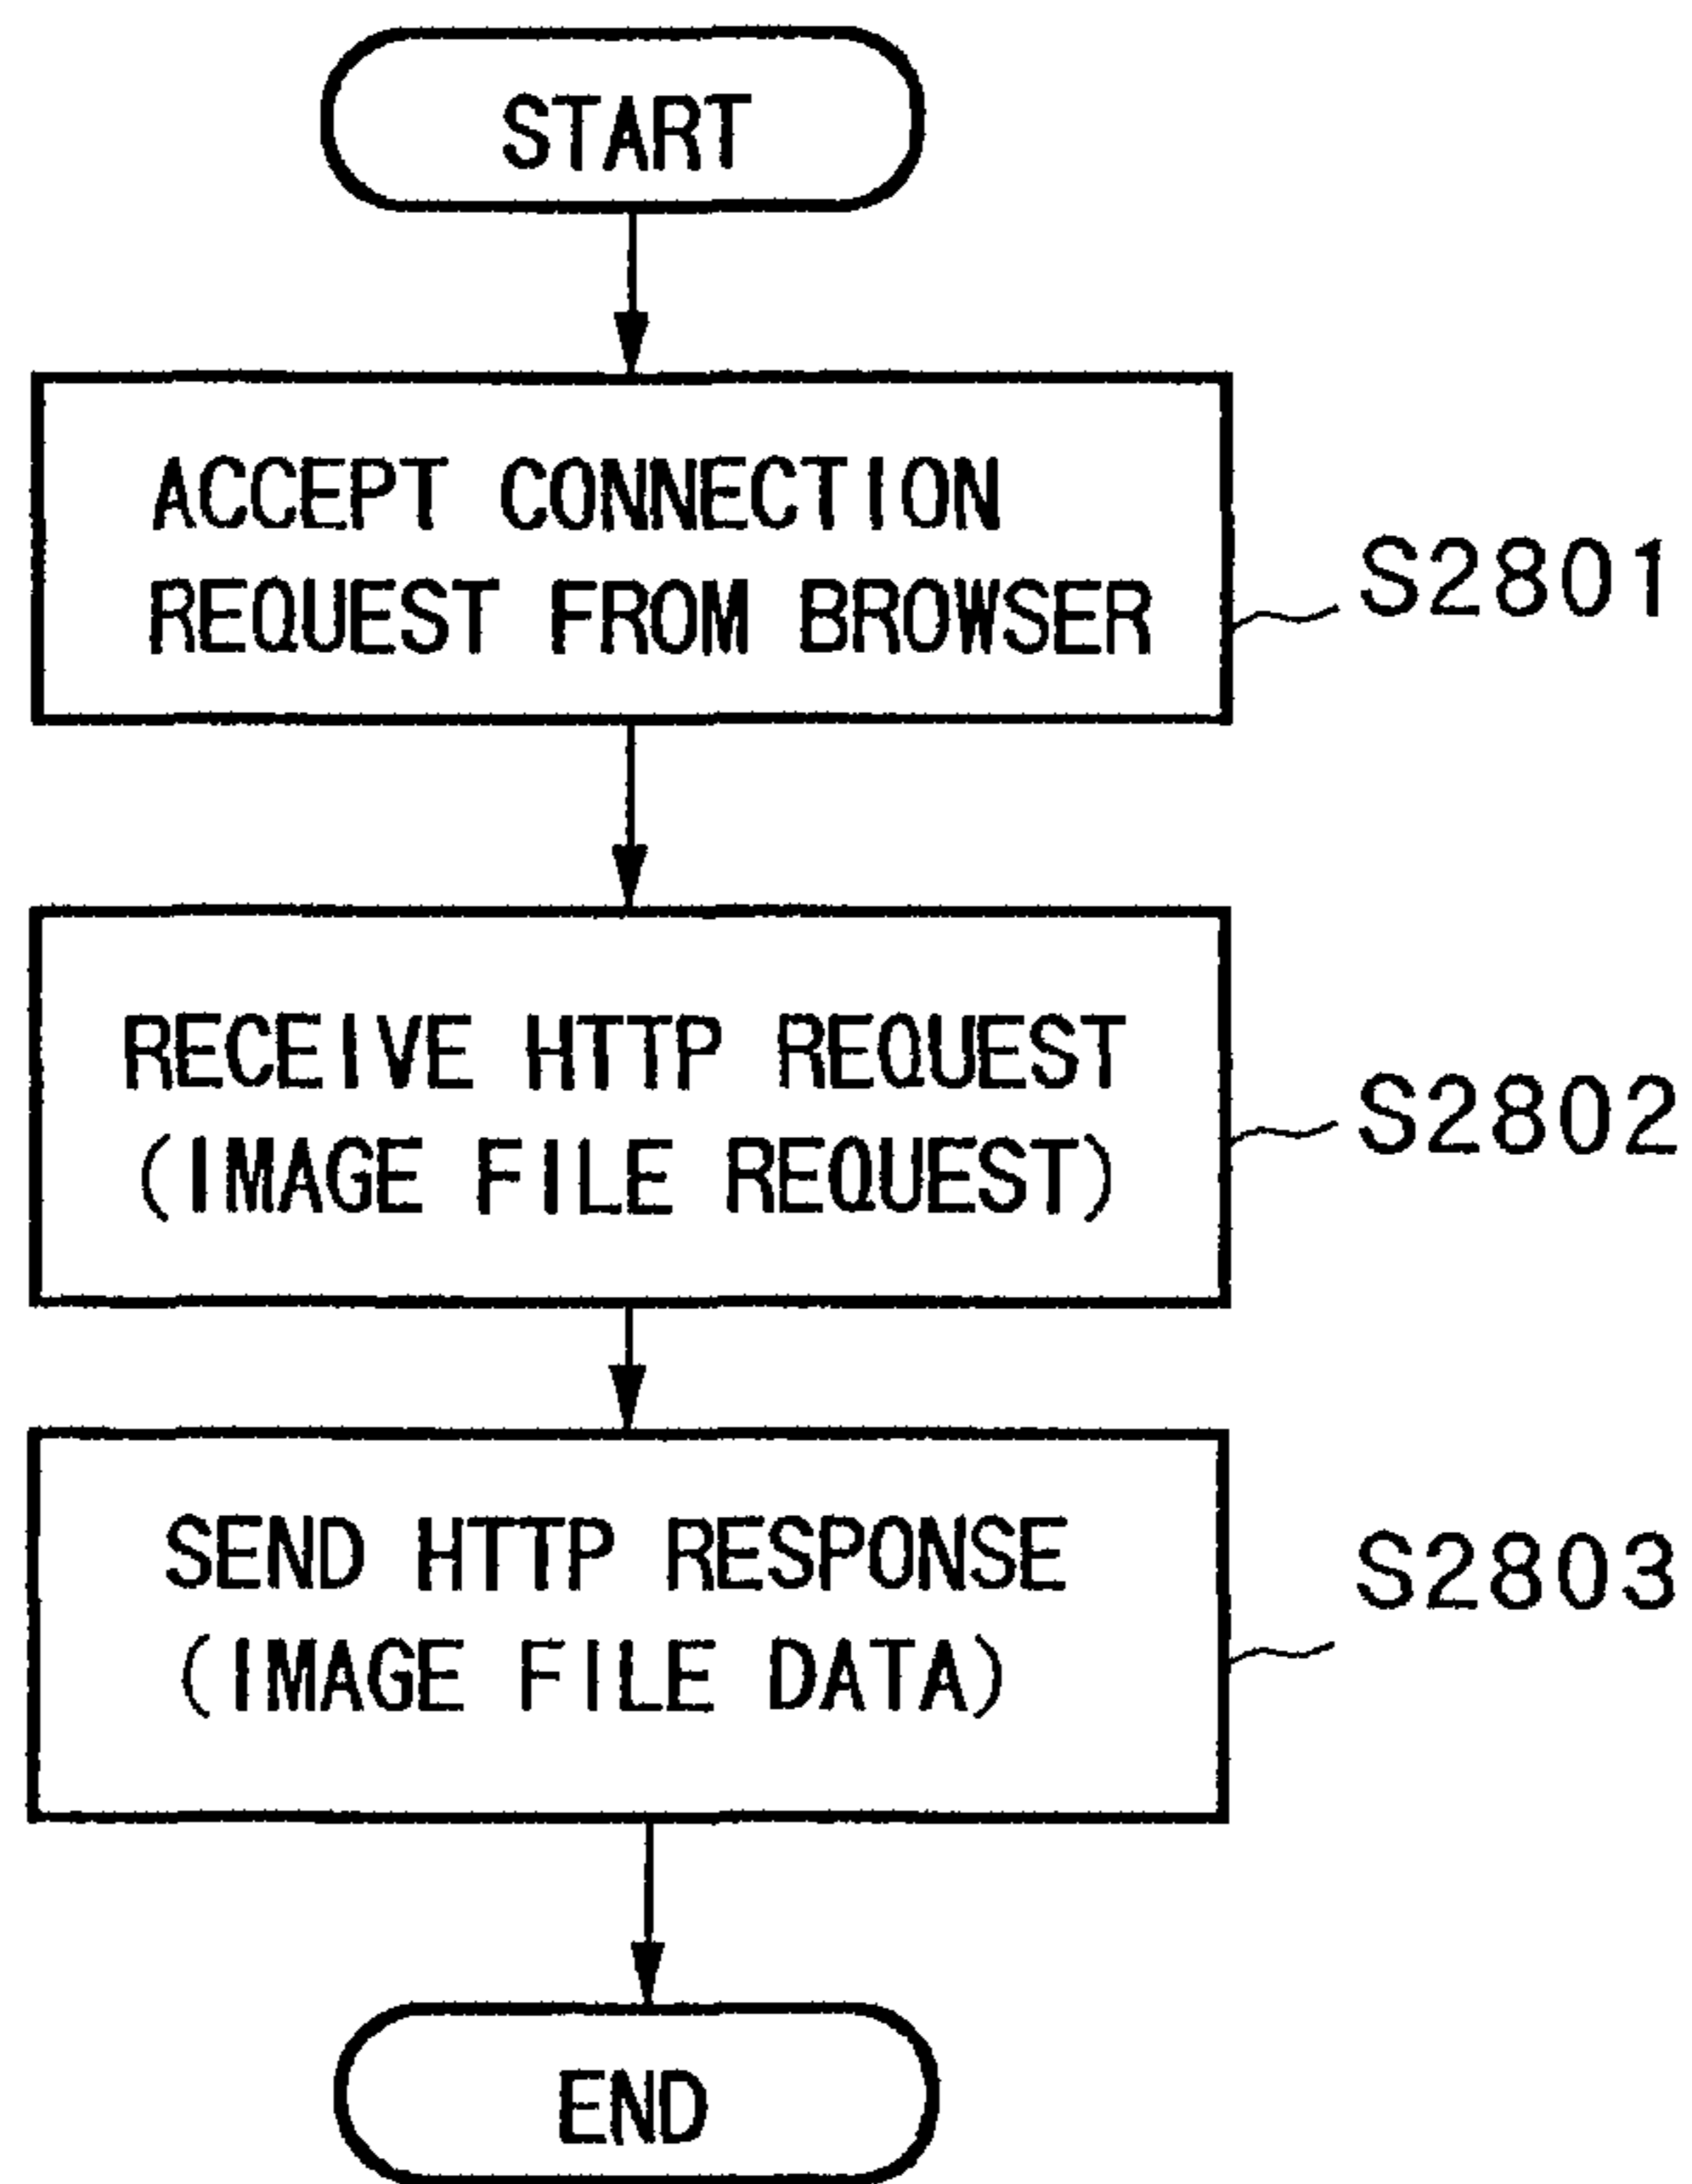 START
ACCEPT CONNECTION
REQUEST FROM BROWSER
S2801
RECEIVE HTTP REQUEST
(IMAGE FILE REQUEST)
S2802
SEND HTTP RESPONSE
(IMAGE FILE DATA)
S2803
END